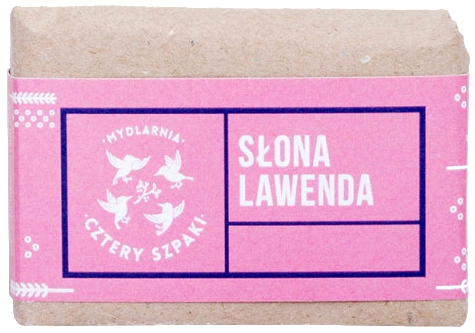 ·MYDLARNIA·
CZTERY SZPAKI
SŁONA
LAWENDA